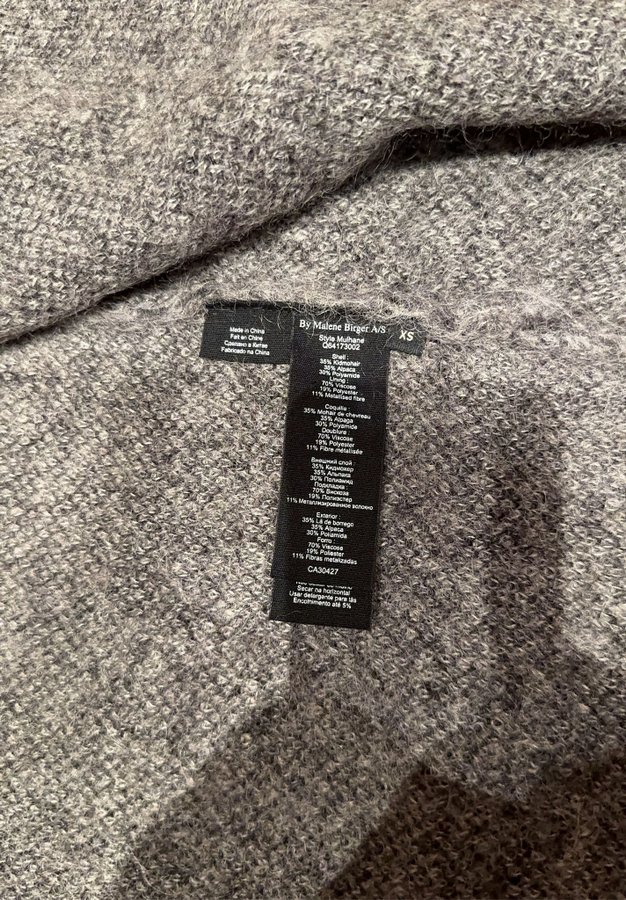 Made in China
Fait en Chine
Сделано в Китае
Fabricado na China
By Malene Birger A/S
XS
Style Mulhane
Q64173002
Shell :
35% Kidmohair
35% Alpaca
30% Polyamide
Lining :
70% Viscose
19% Polyester
11% Metallised fibre
Coquille :
35% Mohair de chevreau
35% Alpaga
30% Polyamide
Doublure :
70% Viscose
19% Polyester
11% Fibre métallisée
Внешний слой :
35% Кидмохер
35% Альпака
30% Полиамид
Подкладка :
70% Вискоза
19% Полиэстер
11% Металлизированное волокно
Exterior :
35% Lã de borrego
35% Alpaca
30% Poliamida
Forro :
70% Viscose
19% Poliéster
11% Fibras metalizadas
CA30427
Secar na horizontal
Usar detergente para lãs
Encolhimento até 5%